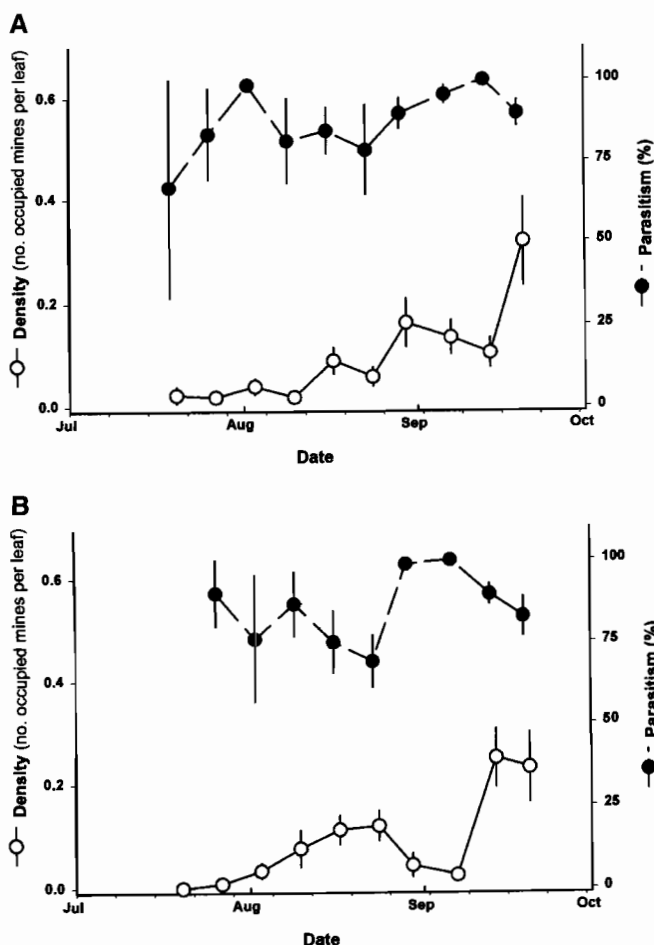 A
0.6
0.4
0.2
0.0
Density (no. occupied mines per leaf)
100
75
50
25
0
- Parasitism (%)
Jul
Aug
Sep
Oct
Date
B
0.6
0.4
0.2
0.0
Density (no. occupied mines per leaf)
100
75
50
25
0
- Parasitism (%)
Jul
Aug
Sep
Oct
Date